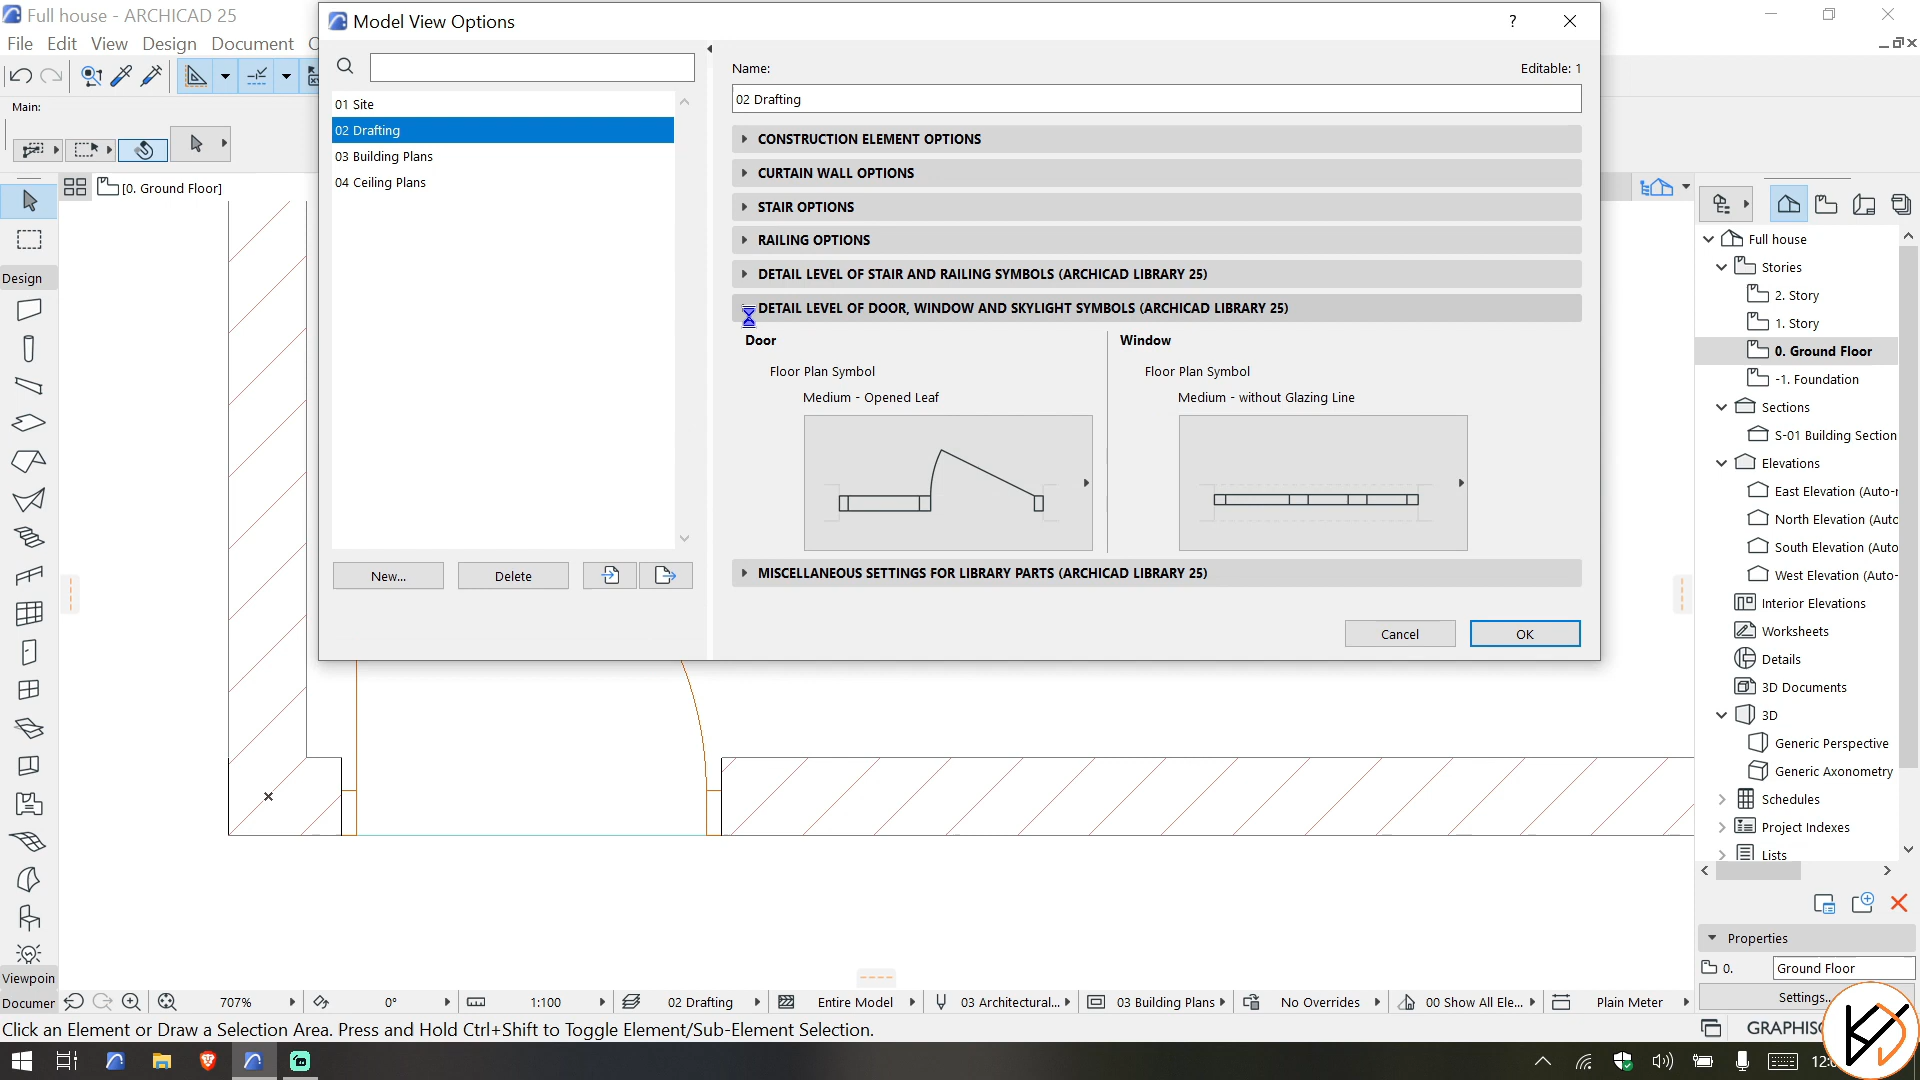 Full house - ARCHICAD 25
File Edit View Design Document
Main:
[0. Ground Floor]
Design
Viewpoin
Documer
Model View Options
?
01 Site
02 Drafting
03 Building Plans
04 Ceiling Plans
New...
Delete
Name:
Editable: 1
02 Drafting
CONSTRUCTION ELEMENT OPTIONS
CURTAIN WALL OPTIONS
STAIR OPTIONS
RAILING OPTIONS
DETAIL LEVEL OF STAIR AND RAILING SYMBOLS (ARCHICAD LIBRARY 25)
DETAIL LEVEL OF DOOR, WINDOW AND SKYLIGHT SYMBOLS (ARCHICAD LIBRARY 25)
Door
Floor Plan Symbol
Medium - Opened Leaf
Window
Floor Plan Symbol
Medium - without Glazing Line
MISCELLANEOUS SETTINGS FOR LIBRARY PARTS (ARCHICAD LIBRARY 25)
Cancel
OK
Full house
Stories
2. Story
1. Story
0. Ground Floor
-1. Foundation
Sections
S-01 Building Section
Elevations
East Elevation (Auto-r
North Elevation (Auto
South Elevation (Auto
West Elevation (Auto-
Interior Elevations
Worksheets
Details
3D Documents
3D
Generic Perspective
Generic Axonometry
Schedules
Project Indexes
Lists
Properties
0.
Ground Floor
Settings...
707%
0°
1:100
02 Drafting
Entire Model
03 Architectural...
03 Building Plans
No Overrides
00 Show All Ele...
Plain Meter
Click an Element or Draw a Selection Area. Press and Hold Ctrl+Shift to Toggle Element/Sub-Element Selection.
GRAPHISO